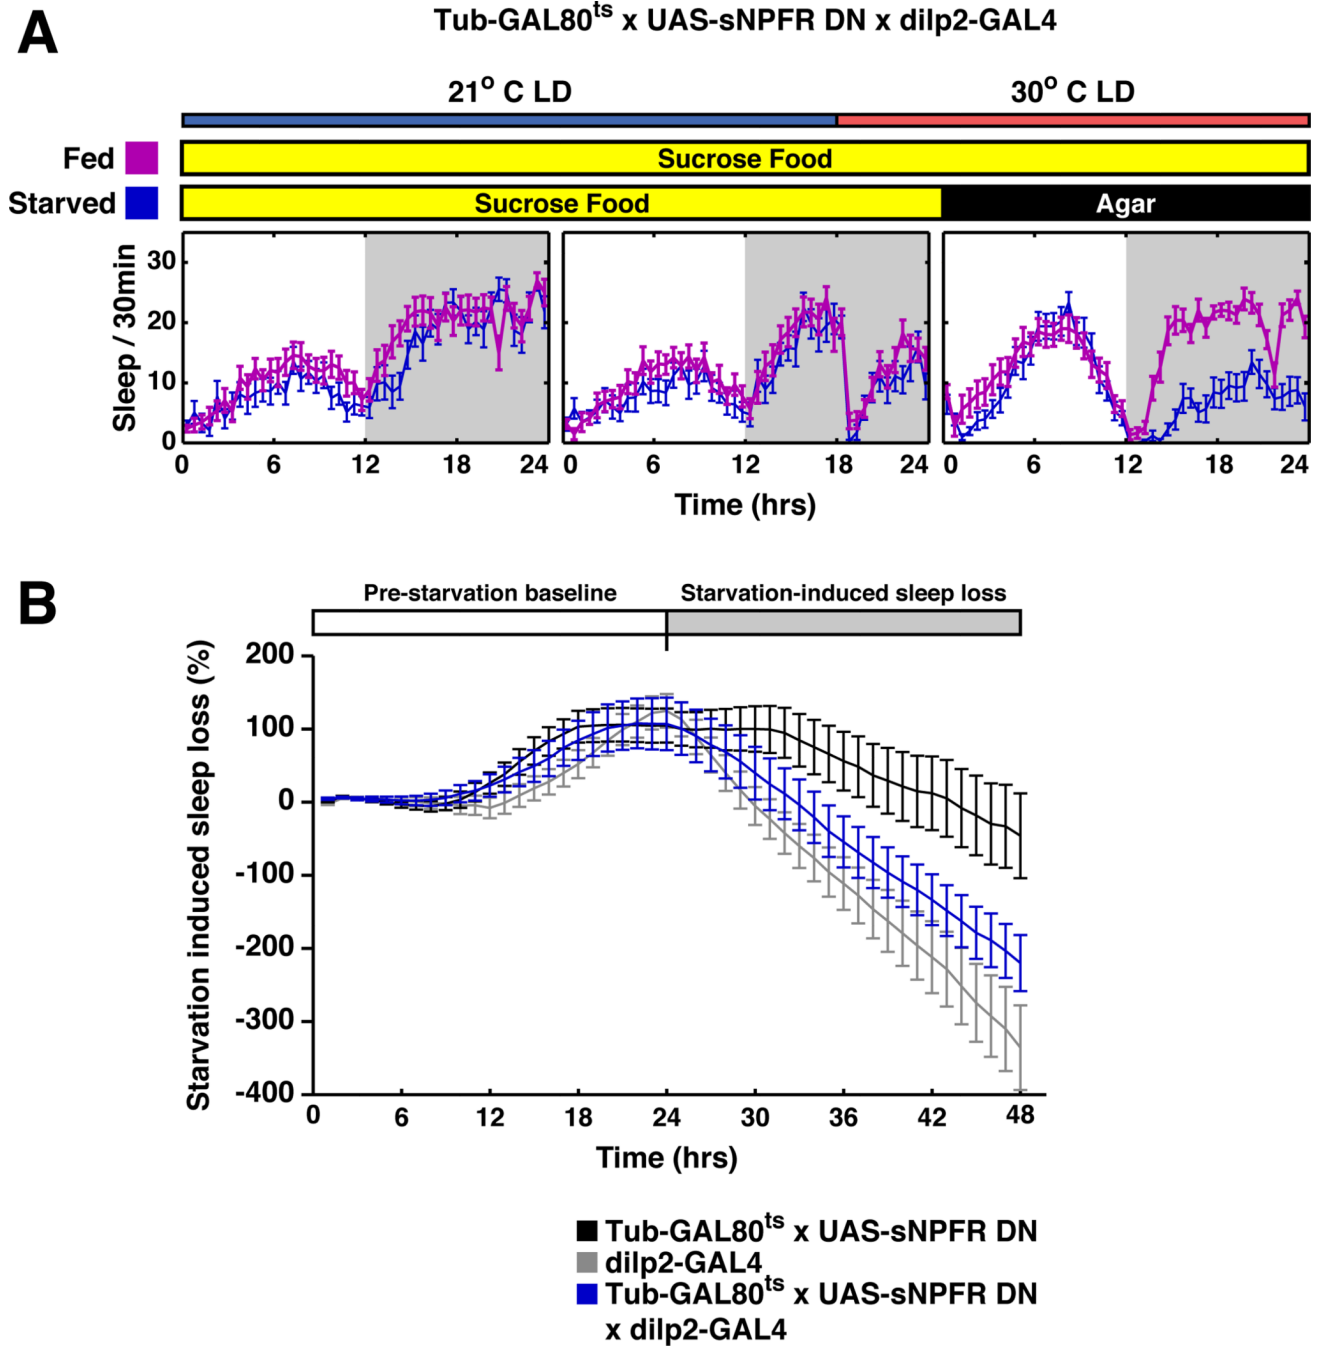 A
Tub-GAL80ts x UAS-sNPFR DN x dilp2-GAL4
21o C LD
30o C LD
Fed
Sucrose Food
Starved
Sucrose Food
Agar
Sleep / 30min
30
20
10
0
0 6 12 18 24
0 6 12 18 24
0 6 12 18 24
Time (hrs)
B
Pre-starvation baseline
Starvation-induced sleep loss
Starvation induced sleep loss (%)
200
100
0
-100
-200
-300
-400
0 6 12 18 24 30 36 42 48
Time (hrs)
Tub-GAL80ts x UAS-sNPFR DN
dilp2-GAL4
Tub-GAL80ts x UAS-sNPFR DN
x dilp2-GAL4